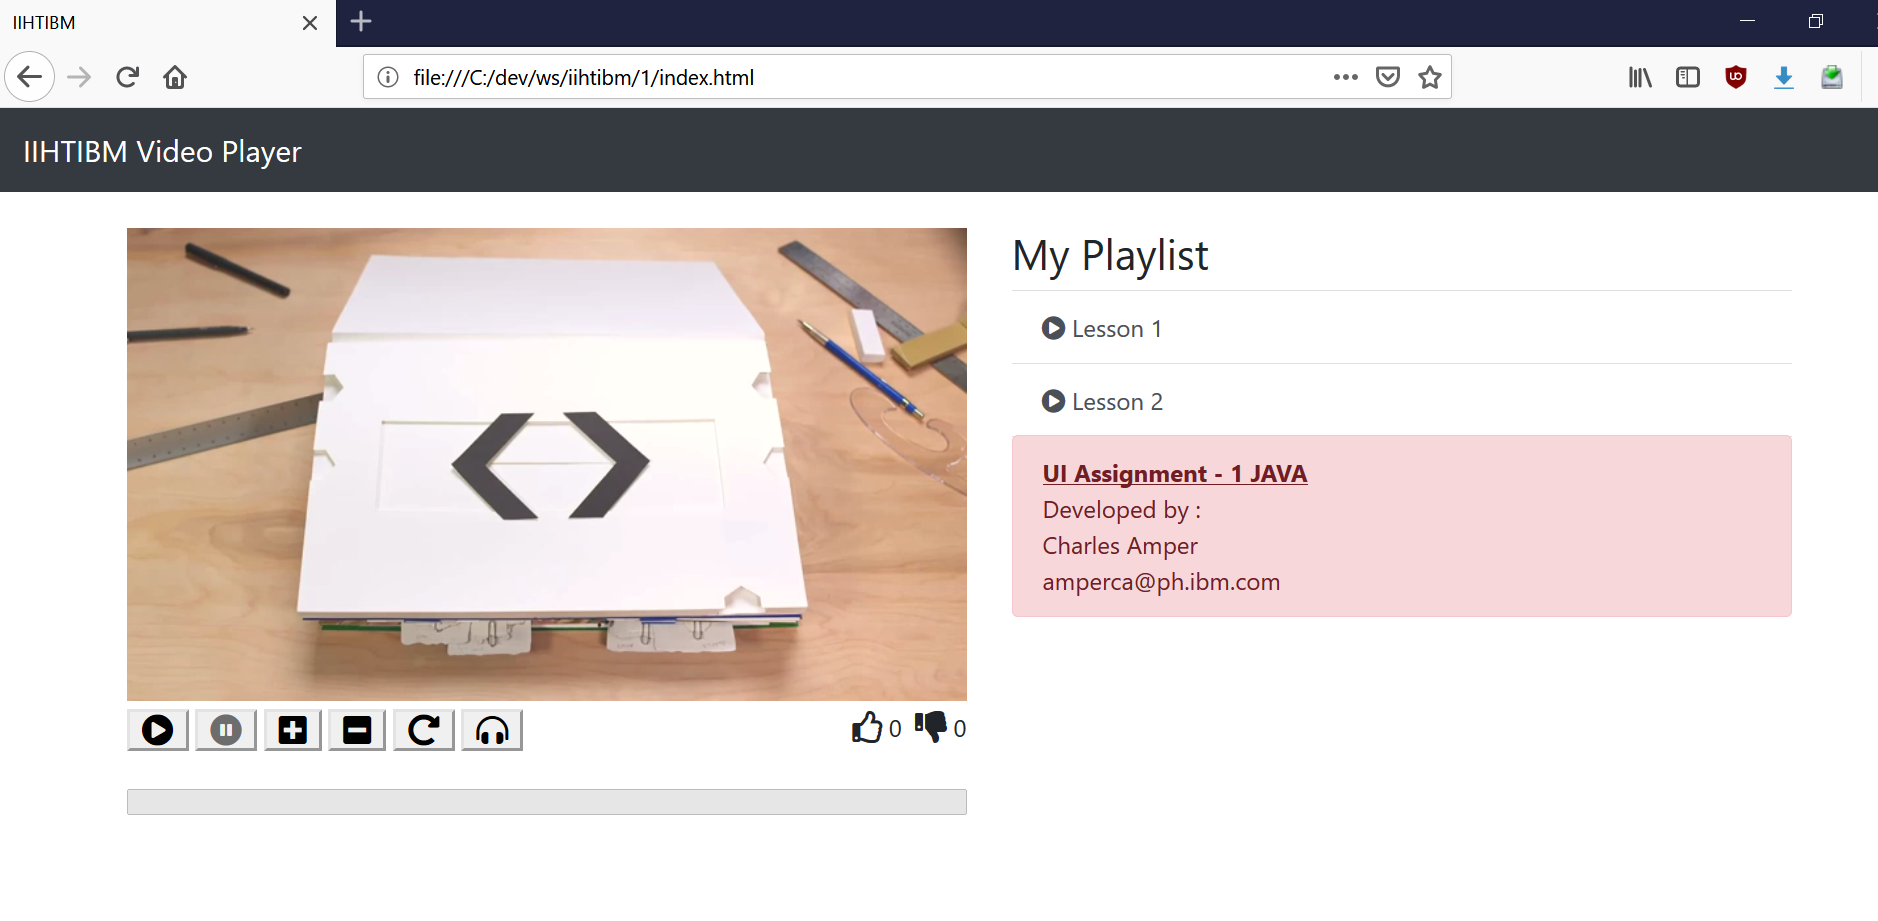 IIHTIBM
file:///C:/dev/ws/iihtibm/1/index.html
IIHTIBM Video Player
My Playlist
Lesson 1
Lesson 2
UI Assignment - 1 JAVA
Developed by :
Charles Amper
amperca@ph.ibm.com
0 0